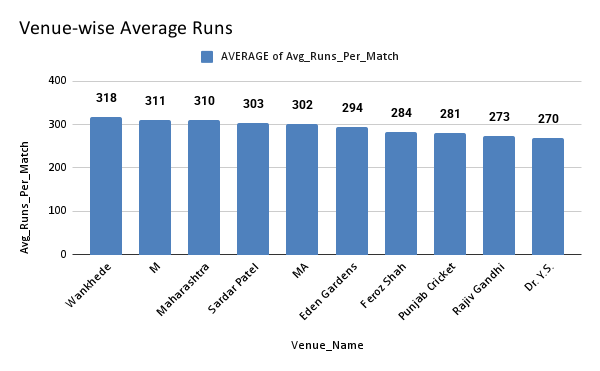 Venue-wise Average Runs
AVERAGE of Avg_Runs_Per_Match
Avg_Runs_Per_Match
400
300
200
100
0
318
311
310
303
302
294
284
281
273
270
Wankhede
M
Maharashtra
Sardar Patel
MA
Eden Gardens
Feroz Shah
Punjab Cricket
Rajiv Gandhi
Dr. Y.S.
Venue_Name